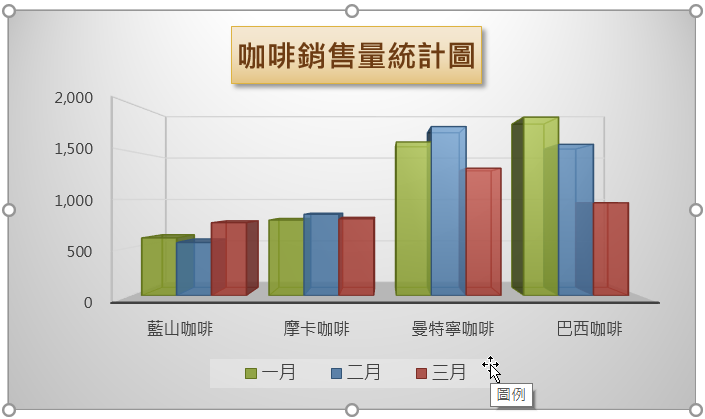 咖啡銷售量統計圖
2,000
1,500
1,000
500
0
藍山咖啡 摩卡咖啡 曼特寧咖啡 巴西咖啡
一月 二月 三月
圖例